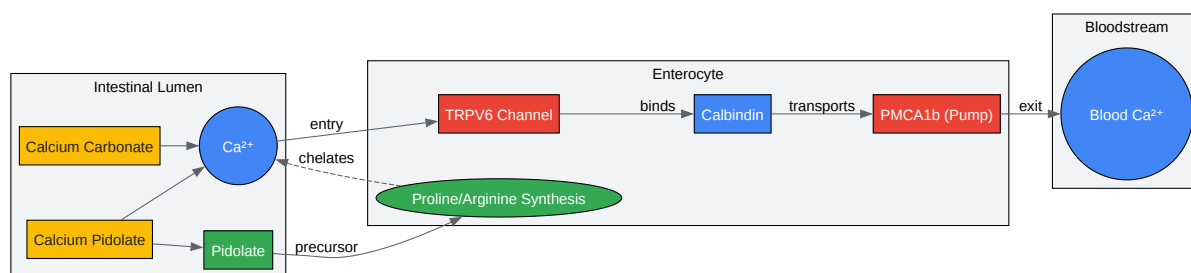 Bloodstream
Intestinal Lumen
Enterocyte
Calcium Carbonate
Ca²⁺
entry
TRPV6 Channel
binds
Calbindin
transports
PMCA1b (Pump)
exit
Blood Ca²⁺
chelates
Proline/Arginine Synthesis
Calcium Pidolate
Pidolate
precursor